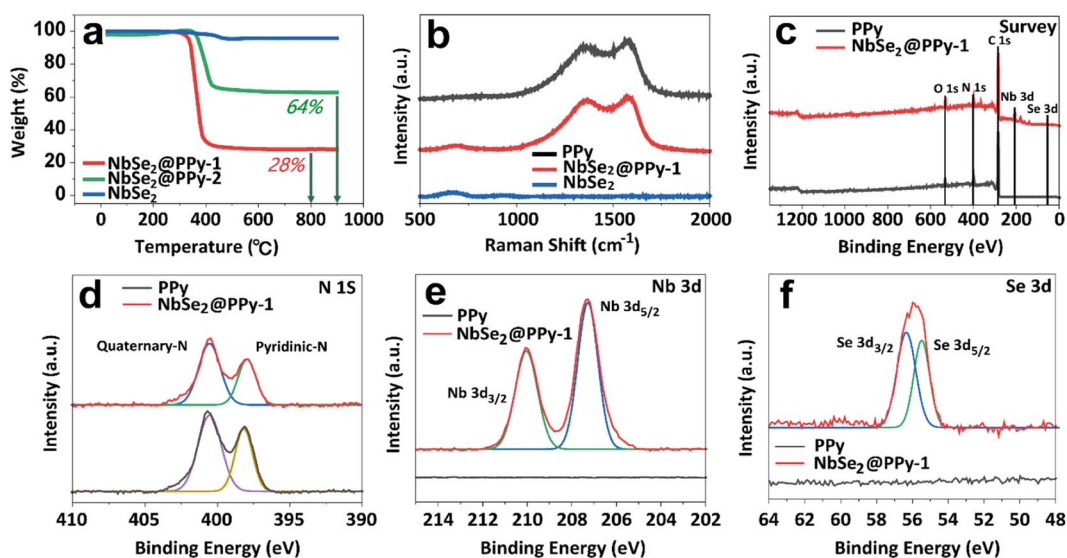 a
Weight (%)
100
80
60
40
20
0
64%
28%
NbSe₂@PPy-1
NbSe₂@PPy-2
NbSe₂
0 200 400 600 800 1000
Temperature (℃)
b
Intensity (a.u.)
PPy
NbSe₂@PPy-1
NbSe₂
500 1000 1500 2000
Raman Shift (cm⁻¹)
c
Survey
PPy
NbSe₂@PPy-1
C 1s
O 1s
N 1s
Nb 3d
Se 3d
Intensity (a.u.)
1200 1000 800 600 400 200 0
Binding Energy (eV)
d
N 1S
PPy
NbSe₂@PPy-1
Quaternary-N
Pyridinic-N
Intensity (a.u.)
410 405 400 395 390
Binding Energy (eV)
e
Nb 3d
PPy
NbSe₂@PPy-1
Nb 3d₅/₂
Nb 3d₃/₂
Intensity (a.u.)
214 212 210 208 206 204 202
Binding Energy (eV)
f
Se 3d
Se 3d₃/₂
Se 3d₅/₂
PPy
NbSe₂@PPy-1
Intensity (a.u.)
64 62 60 58 56 54 52 50 48
Binding Energy (eV)